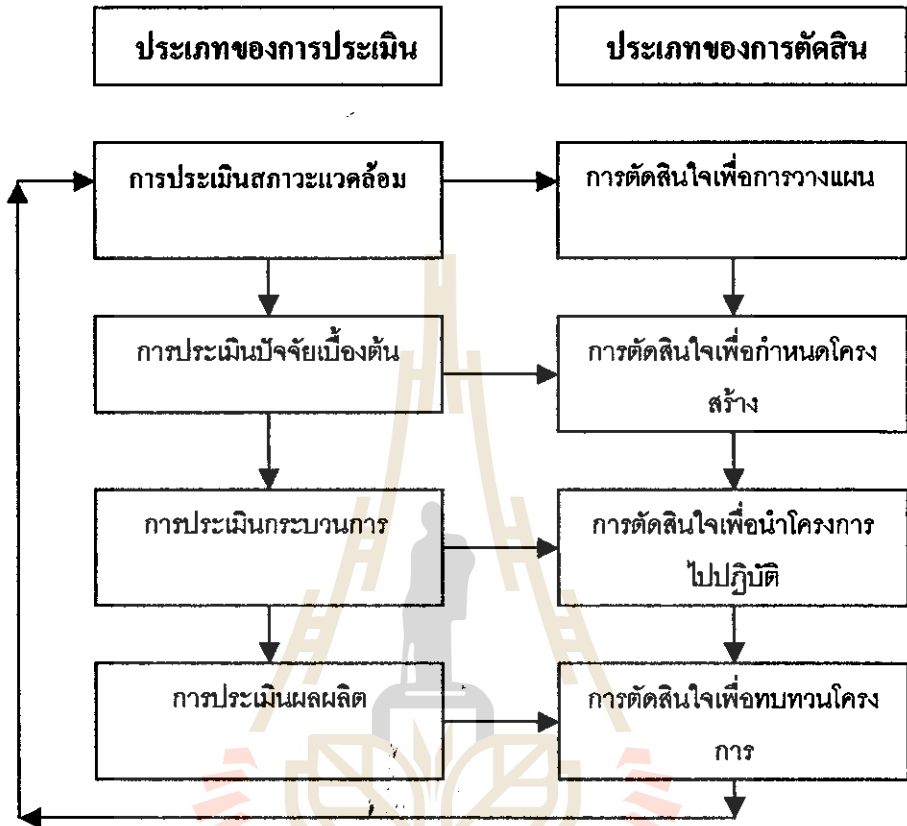 ประเภทของการประเมิน
ประเภทของการตัดสิน
การประเมินสภาวะแวดล้อม
การตัดสินใจเพื่อการวางแผน
การประเมินปัจจัยเบื้องต้น
การตัดสินใจเพื่อกำหนดโครง
สร้าง
การประเมินกระบวนการ
การตัดสินใจเพื่อนำโครงการ
ไปปฏิบัติ
การประเมินผลผลิต
การตัดสินใจเพื่อทบทวนโครง
การ